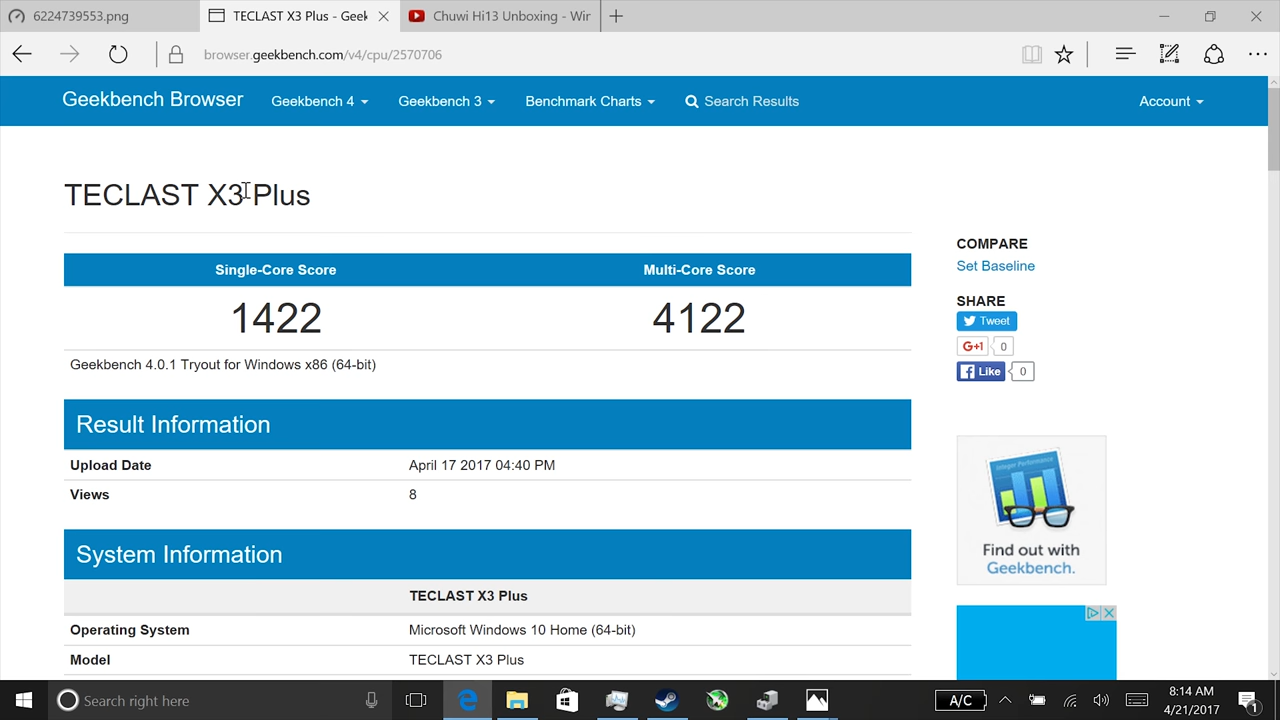 6224739553.png
TECLAST X3 Plus - Geek
Chuwi Hi13 Unboxing - Wir
browser.geekbench.com/v4/cpu/2570706
Geekbench Browser
Geekbench 4
Geekbench 3
Benchmark Charts
Search Results
Account
TECLAST X3 Plus
Single-Core Score
Multi-Core Score
1422
4122
Geekbench 4.0.1 Tryout for Windows x86 (64-bit)
COMPARE
Set Baseline
SHARE
Tweet
G+1
0
Like
0
Result Information
Upload Date
April 17 2017 04:40 PM
Views
8
Integer Performance
Find out with
Geekbench.
System Information
TECLAST X3 Plus
Operating System
Microsoft Windows 10 Home (64-bit)
Model
TECLAST X3 Plus
Search right here
A/C
8:14 AM
4/21/2017
1